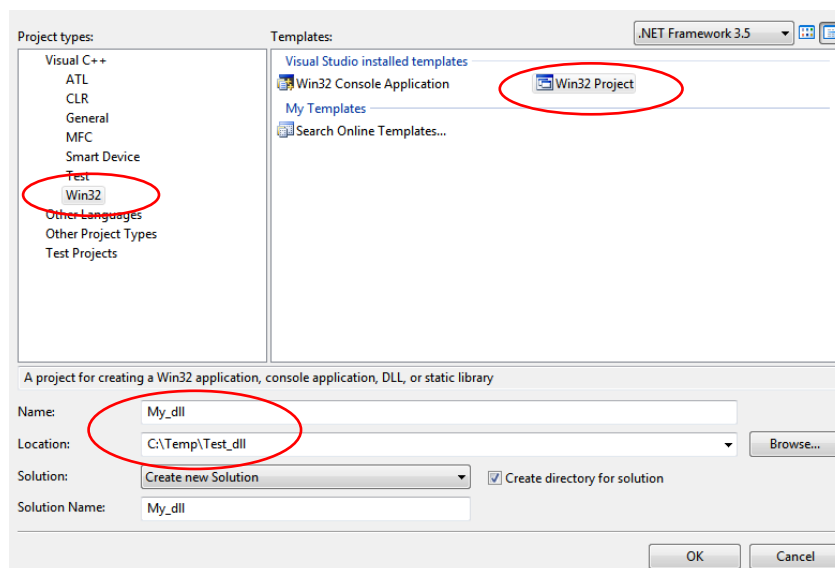 Project types:
Templates:
.NET Framework 3.5
Visual C++
ATL
CLR
General
MFC
Smart Device
Test
Win32
Other Languages
Other Project Types
Test Projects
Visual Studio installed templates
Win32 Console Application
Win32 Project
My Templates
Search Online Templates...
A project for creating a Win32 application, console application, DLL, or static library
Name:
My_dll
Location:
C:\Temp\Test_dll
Browse...
Solution:
Create new Solution
Create directory for solution
Solution Name:
My_dll
OK
Cancel